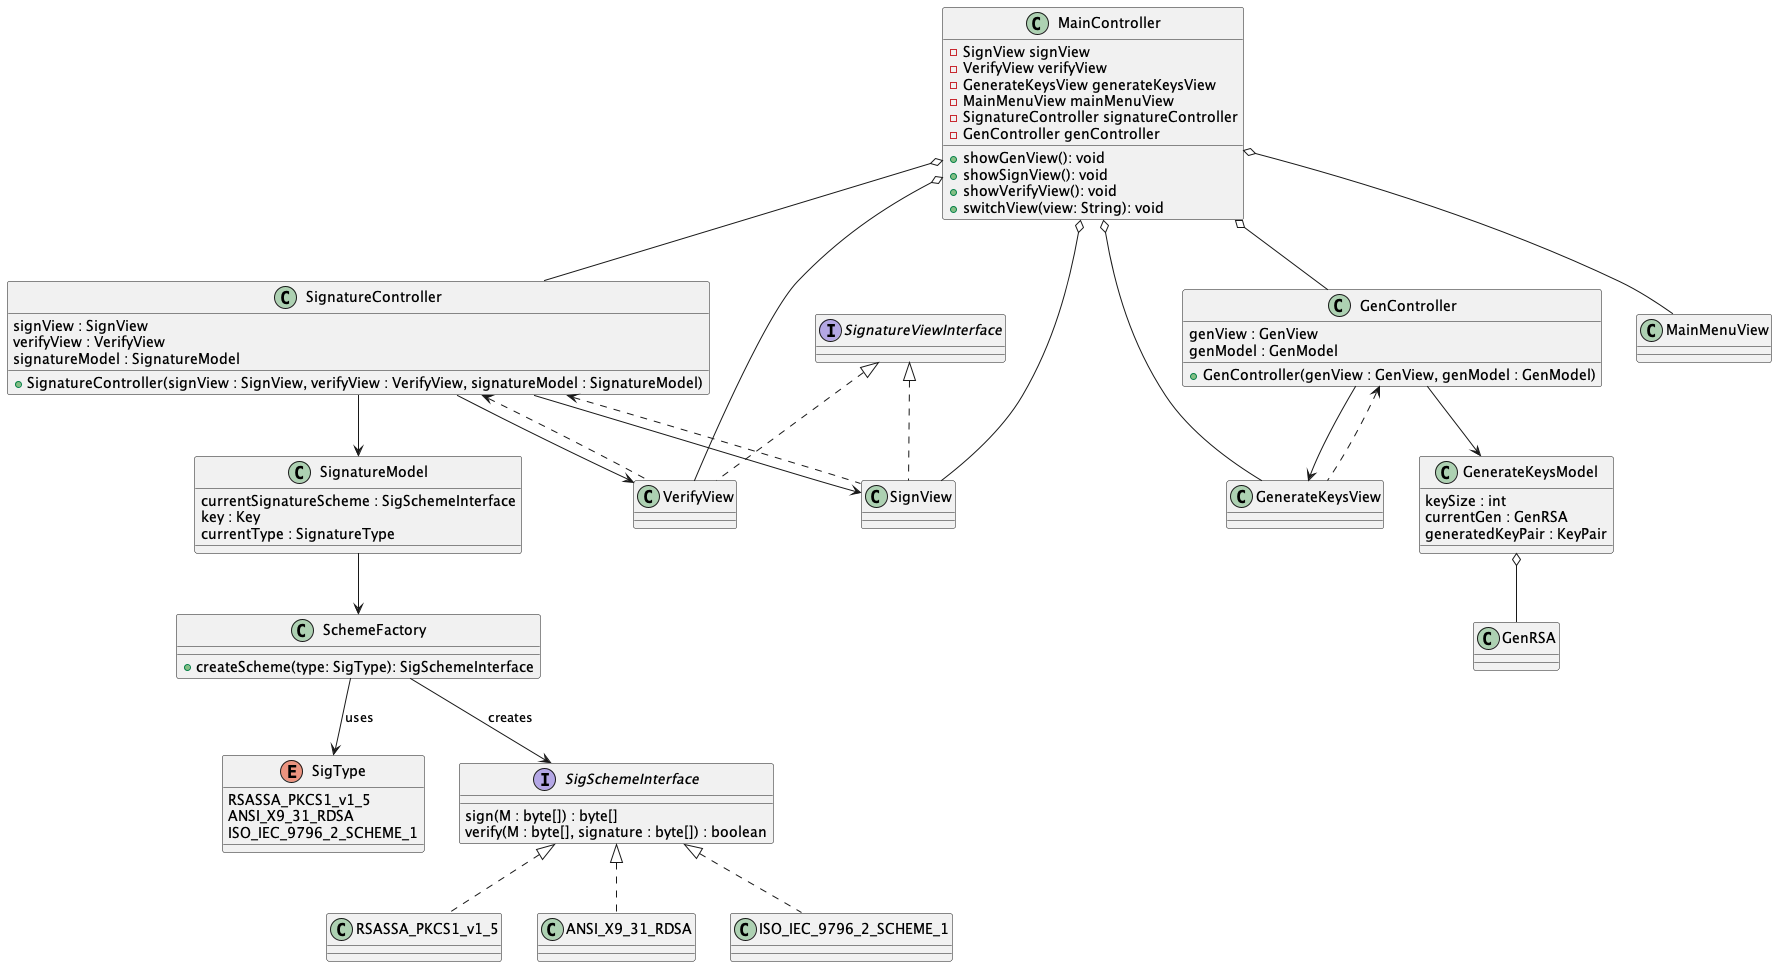 MainController
SignView signView
VerifyView verifyView
GenerateKeysView generateKeysView
MainMenuView mainMenuView
SignatureController signatureController
GenController genController
showGenView(): void
showSignView(): void
showVerifyView(): void
switchView(view: String): void
C SignatureController
signView : SignView
verifyView : VerifyView
signatureModel : SignatureModel
SignatureController(signView : SignView, verifyView : VerifyView, signatureModel : SignatureModel)
I SignatureViewInterface
C GenController
genView : GenView
genModel : GenModel
GenController(genView : GenView, genModel : GenModel)
C MainMenuView
C SignatureModel
currentSignatureScheme : SigSchemeInterface
key : Key
currentType : SignatureType
C VerifyView
C SignView
C GenerateKeysView
C GenerateKeysModel
keySize : int
currentGen : GenRSA
generatedKeyPair : KeyPair
C SchemeFactory
createScheme(type: SigType): SigSchemeInterface
C GenRSA
uses
creates
E SigType
RSASSA_PKCS1_v1_5
ANSI_X9_31_RDSA
ISO_IEC_9796_2_SCHEME_1
I SigSchemeInterface
sign(M : byte[]) : byte[]
verify(M : byte[], signature : byte[]) : boolean
C RSASSA_PKCS1_v1_5
C ANSI_X9_31_RDSA
C ISO_IEC_9796_2_SCHEME_1